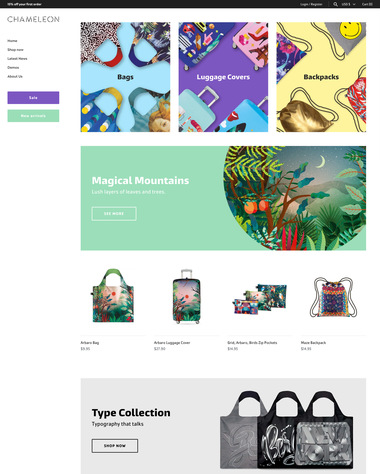 15% off your first order
Login / Register
USD $
Cart (0)
CHAMELEON
Home
Shop now
Latest News
Demos
About Us
Sale
New arrivals
Bags
Luggage Covers
Backpacks
Magical Mountains
Lush layers of leaves and trees.
SEE MORE
Arbaro Bag
$9.95
Arbaro Luggage Cover
$27.90
Grid, Arbaro, Birds Zip Pockets
$14.95
Maze Backpack
$14.95
Type Collection
Typography that talks
SHOP NOW